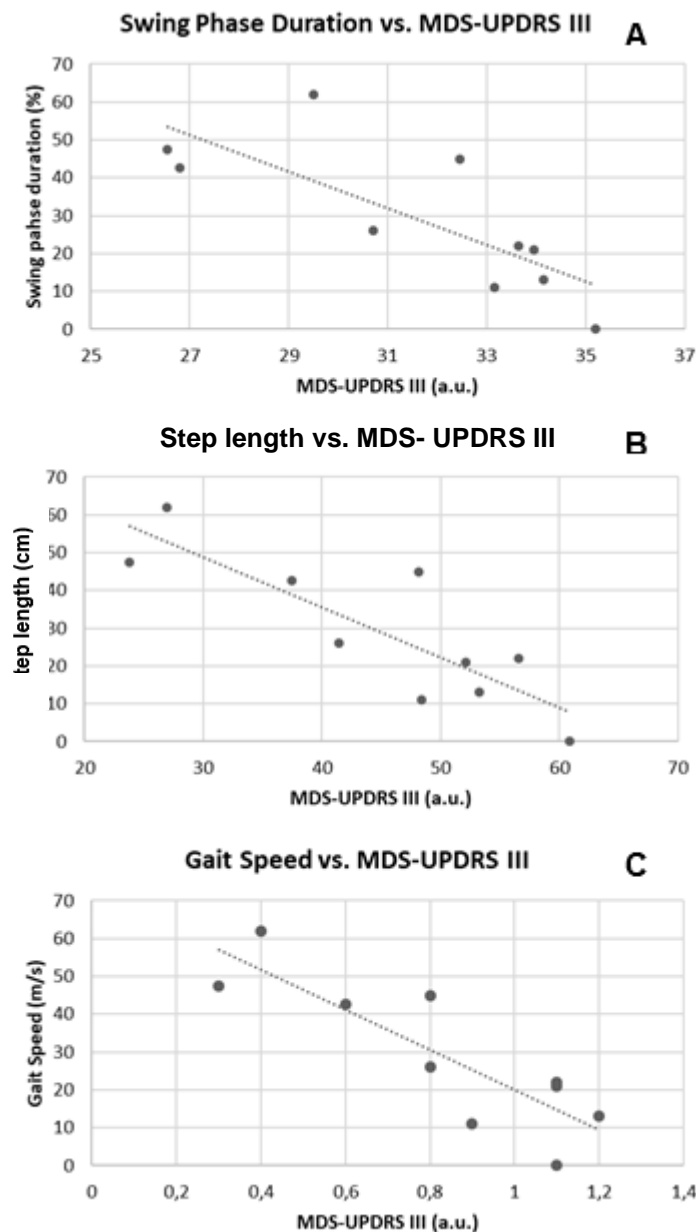 Swing Phase Duration vs. MDS-UPDRS III
A
Swing pahse duration (%)
70
60
50
40
30
20
10
0
25 27 29 31 33 35 37
MDS-UPDRS III (a.u.)
Step length vs. MDS- UPDRS III
B
tep length (cm)
70
60
50
40
30
20
10
0
20 30 40 50 60 70
MDS-UPDRS III (a.u.)
Gait Speed vs. MDS-UPDRS III
C
Gait Speed (m/s)
70
60
50
40
30
20
10
0
0 0,2 0,4 0,6 0,8 1 1,2 1,4
MDS-UPDRS III (a.u.)